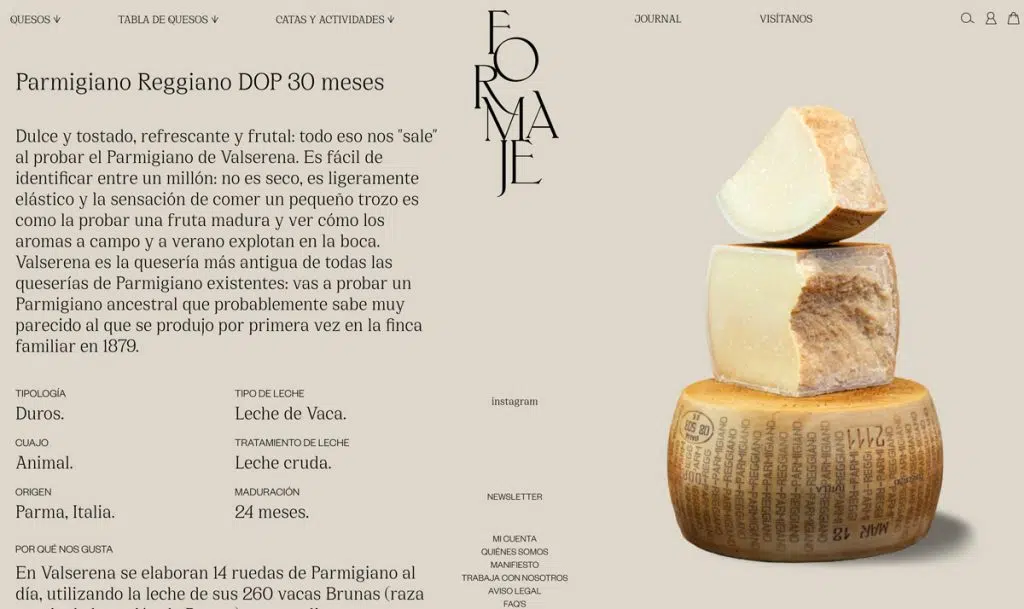 QUESOS ↓
TABLA DE QUESOS ↓
CATAS Y ACTIVIDADES ↓
FORMAJE
JOURNAL
VISÍTANOS
Parmigiano Reggiano DOP 30 meses
Dulce y tostado, refrescante y frutal: todo eso nos "sale"
al probar el Parmigiano de Valserena. Es fácil de
identificar entre un millón: no es seco, es ligeramente
elástico y la sensación de comer un pequeño trozo es
como la probar una fruta madura y ver cómo los
aromas a campo y a verano explotan en la boca.
Valserena es la quesería más antigua de todas las
queserías de Parmigiano existentes: vas a probar un
Parmigiano ancestral que probablemente sabe muy
parecido al que se produjo por primera vez en la finca
familiar en 1879.
TIPOLOGÍA
Duros.
TIPO DE LECHE
Leche de Vaca.
CUAJO
Animal.
TRATAMIENTO DE LECHE
Leche cruda.
ORIGEN
Parma, Italia.
MADURACIÓN
24 meses.
POR QUÉ NOS GUSTA
En Valserena se elaboran 14 ruedas de Parmigiano al
día, utilizando la leche de sus 260 vacas Brunas (raza
instagram
NEWSLETTER
MI CUENTA
QUIÉNES SOMOS
MANIFIESTO
TRABAJA CON NOSOTROS
AVISO LEGAL
FAQ'S
2111
PARMIGIANO
REGGIANO
MAR 18